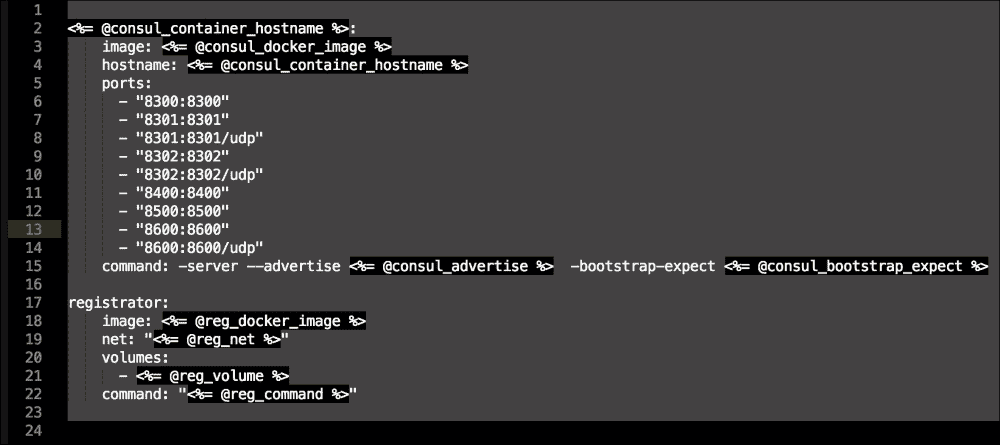 1
2 <%= @consul_container_hostname %>:
3     image: <%= @consul_docker_image %>
4     hostname: <%= @consul_container_hostname %>
5     ports:
6       - "8300:8300"
7       - "8301:8301"
8       - "8301:8301/udp"
9       - "8302:8302"
10       - "8302:8302/udp"
11       - "8400:8400"
12       - "8500:8500"
13       - "8600:8600"
14       - "8600:8600/udp"
15     command: -server --advertise <%= @consul_advertise %>  -bootstrap-expect <%= @consul_bootstrap_expect %>
16
17 registrator:
18     image: <%= @reg_docker_image %>
19     net: "<%= @reg_net %>"
20     volumes:
21       - <%= @reg_volume %>
22     command: "<%= @reg_command %>"
23
24